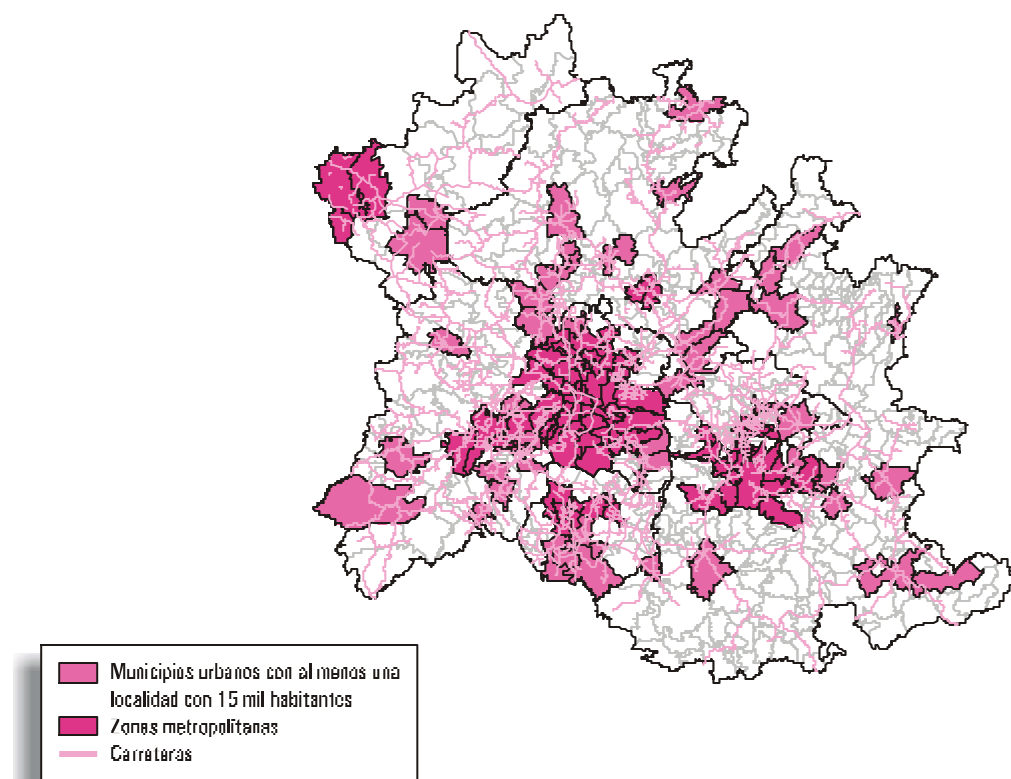 Municipios urbanos con al menos una
localidad con 15 mil habitantes
Zonas metropolitanas
Carreteras